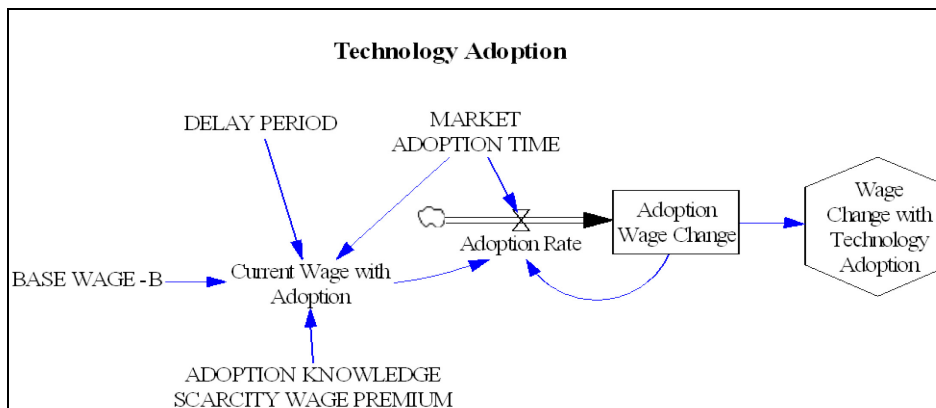 Technology Adoption
DELAY PERIOD
MARKET
ADOPTION TIME
Adoption Rate
Adoption
Wage Change
Wage
Change with
Technology
Adoption
BASE WAGE - B
Current Wage with
Adoption
ADOPTION KNOWLEDGE
SCARCITY WAGE PREMIUM